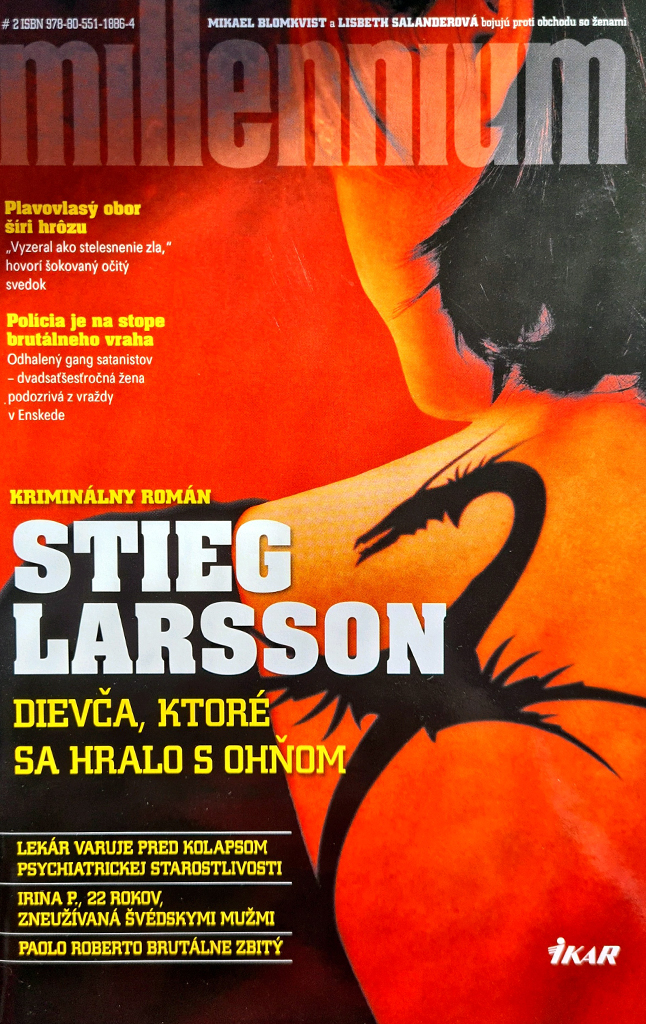 # 2 ISBN 978-80-551-1886-4
MIKAEL BLOMKVIST a LISBETH SALANDEROVÁ bojujú proti obchodu so ženami
millennium
Plavovlasý obor
šíri hrôzu
„Vyzeral ako stelesnenie zla,“
hovorí šokovaný očitý
svedok
Polícia je na stope
brutálneho vraha
Odhalený gang satanistov
– dvadsaťšesťročná žena
podozrivá z vraždy
v Enskede
KRIMINÁLNY ROMÁN
STIEG
LARSSON
DIEVČA, KTORÉ
SA HRALO S OHŇOM
LEKÁR VARUJE PRED KOLAPSOM
PSYCHIATRICKEJ STAROSTLIVOSTI
IRINA P., 22 ROKOV,
ZNEUŽÍVANÁ ŠVÉDSKYMI MUŽMI
PAOLO ROBERTO BRUTÁLNE ZBITÝ
IKAR